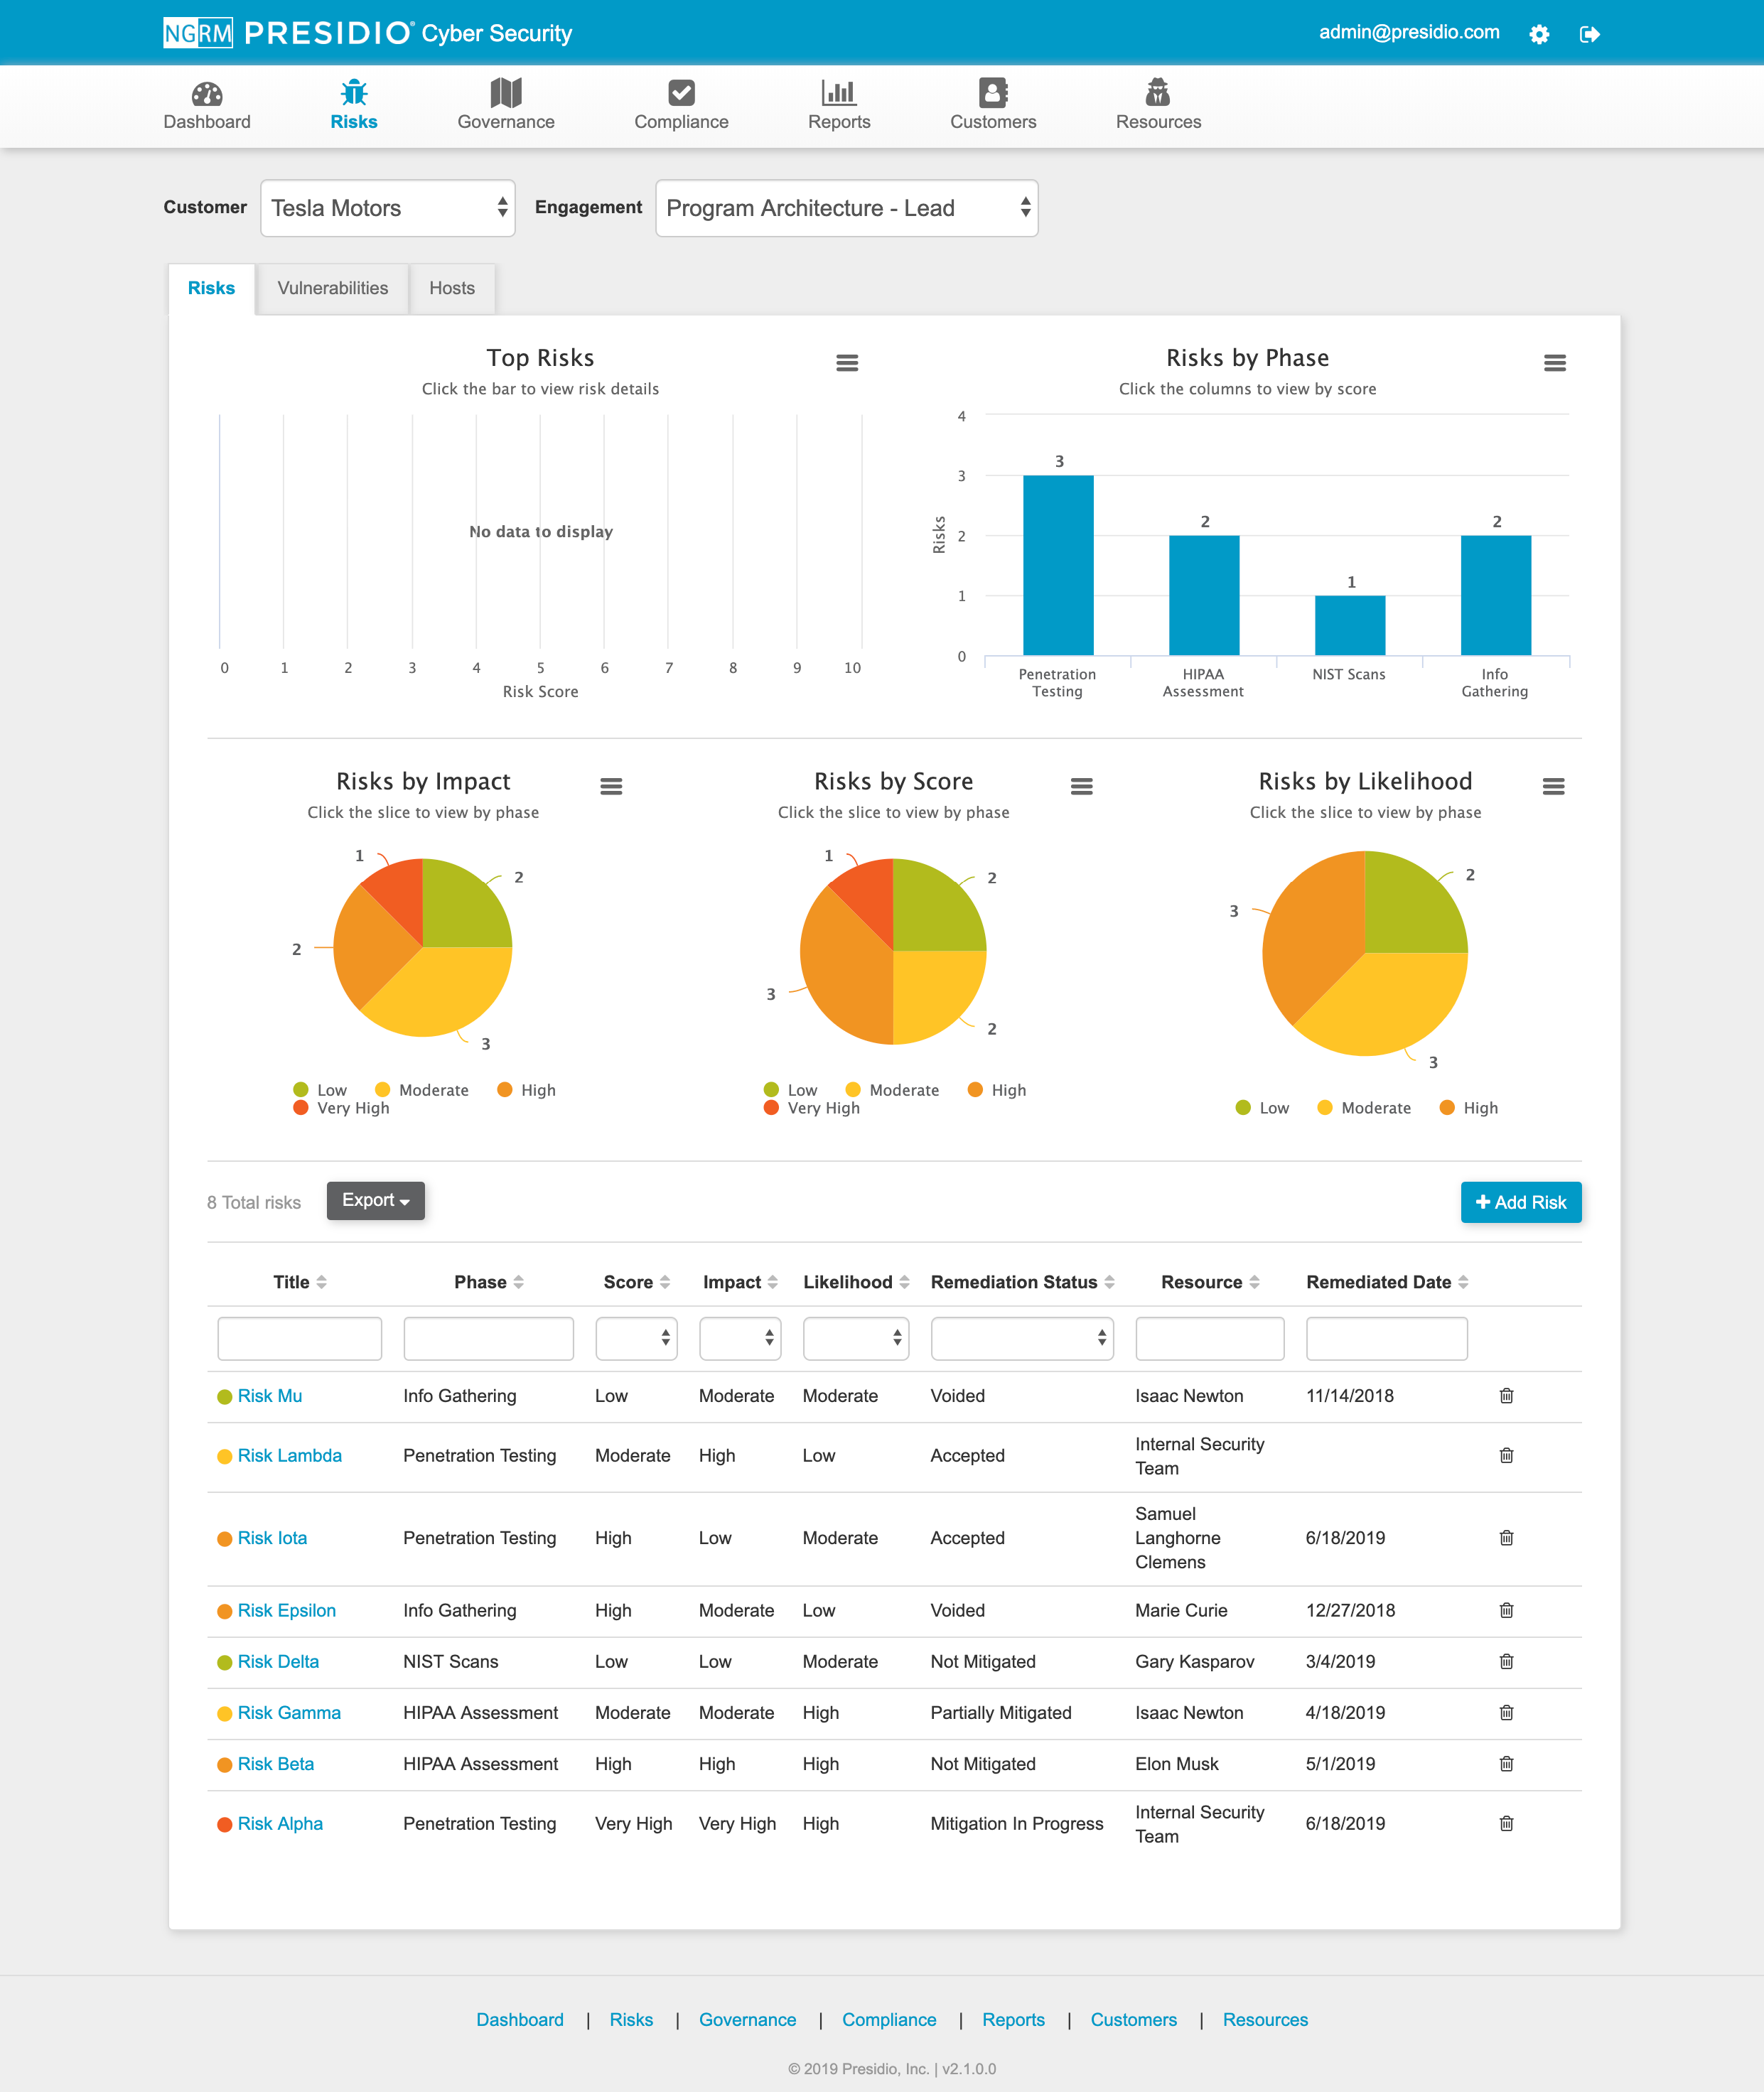 NGRM PRESIDIO® Cyber Security
admin@presidio.com
Dashboard Risks Governance Compliance Reports Customers Resources
Customer Tesla Motors Engagement Program Architecture - Lead
Risks Vulnerabilities Hosts
Top Risks
Click the bar to view risk details
No data to display
0 1 2 3 4 5 6 7 8 9 10
Risk Score
Risks by Phase
Click the columns to view by score
4
3
2
1
0
Risks
3 2 1 2
Penetration Testing
HIPAA Assessment
NIST Scans
Info Gathering
Risks by Impact
Click the slice to view by phase
1
2
2
3
Low Moderate High
Very High
Risks by Score
Click the slice to view by phase
1
2
3
2
Low Moderate High
Very High
Risks by Likelihood
Click the slice to view by phase
2
3
3
Low Moderate High
8 Total risks Export + Add Risk
Title Phase Score Impact Likelihood Remediation Status Resource Remediated Date
Risk Mu Info Gathering Low Moderate Moderate Voided Isaac Newton 11/14/2018
Risk Lambda Penetration Testing Moderate High Low Accepted Internal Security Team
Risk Iota Penetration Testing High Low Moderate Accepted Samuel Langhorne Clemens 6/18/2019
Risk Epsilon Info Gathering High Moderate Low Voided Marie Curie 12/27/2018
Risk Delta NIST Scans Low Low Moderate Not Mitigated Gary Kasparov 3/4/2019
Risk Gamma HIPAA Assessment Moderate Moderate High Partially Mitigated Isaac Newton 4/18/2019
Risk Beta HIPAA Assessment High High High Not Mitigated Elon Musk 5/1/2019
Risk Alpha Penetration Testing Very High Very High High Mitigation In Progress Internal Security Team 6/18/2019
Dashboard | Risks | Governance | Compliance | Reports | Customers | Resources
© 2019 Presidio, Inc. | v2.1.0.0